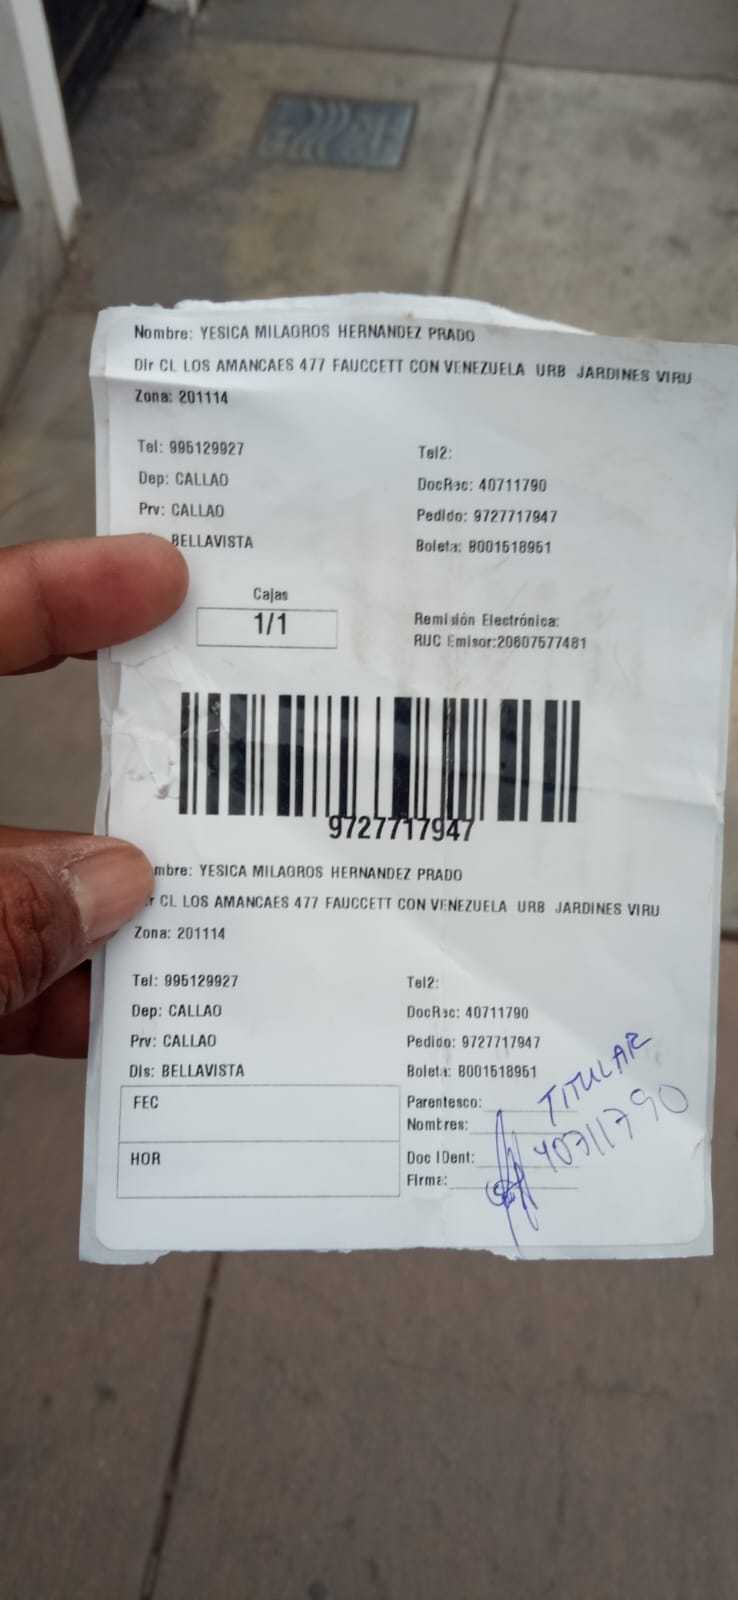 Nombre: YESICA MILAGROS HERNANDEZ PRADO
Dir CL LOS AMANCAES 477 FAUCCETT CON VENEZUELA URB JARDINES VIRU
Zona: 201114
Tel: 995129927 Tel2:
Dep: CALLAO DocRec: 40711790
Prv: CALLAO Pedido: 9727717947
BELLAVISTA Boleta: B001518951
Cajas
1/1
Remisión Electrónica:
RUC Emisor:20607577481
9727717947
mbre: YESICA MILAGROS HERNANDEZ PRADO
r CL LOS AMANCAES 477 FAUCCETT CON VENEZUELA URB JARDINES VIRU
Zona: 201114
Tel: 995129927 Tel2:
Dep: CALLAO DocRec: 40711790
Prv: CALLAO Pedido: 9727717947
Dis: BELLAVISTA Boleta: B001518951
FEC
Parentesco: TITULAR
Nombres:
HOR
Doc IDent: 40711790
Firma: